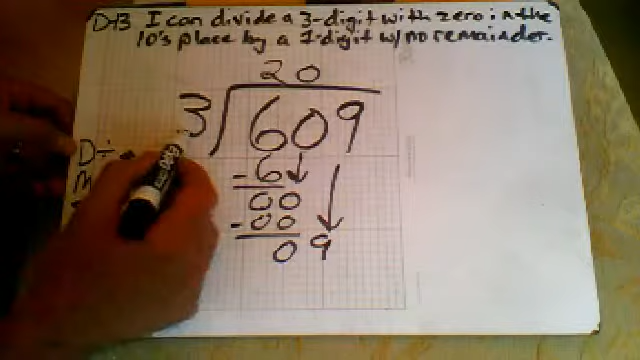 D-13 I can divide a 3-digit with zero in the
10's place by a 1-digit w/no remainder.
20
3 609
D÷
M
-6
00
-00
09